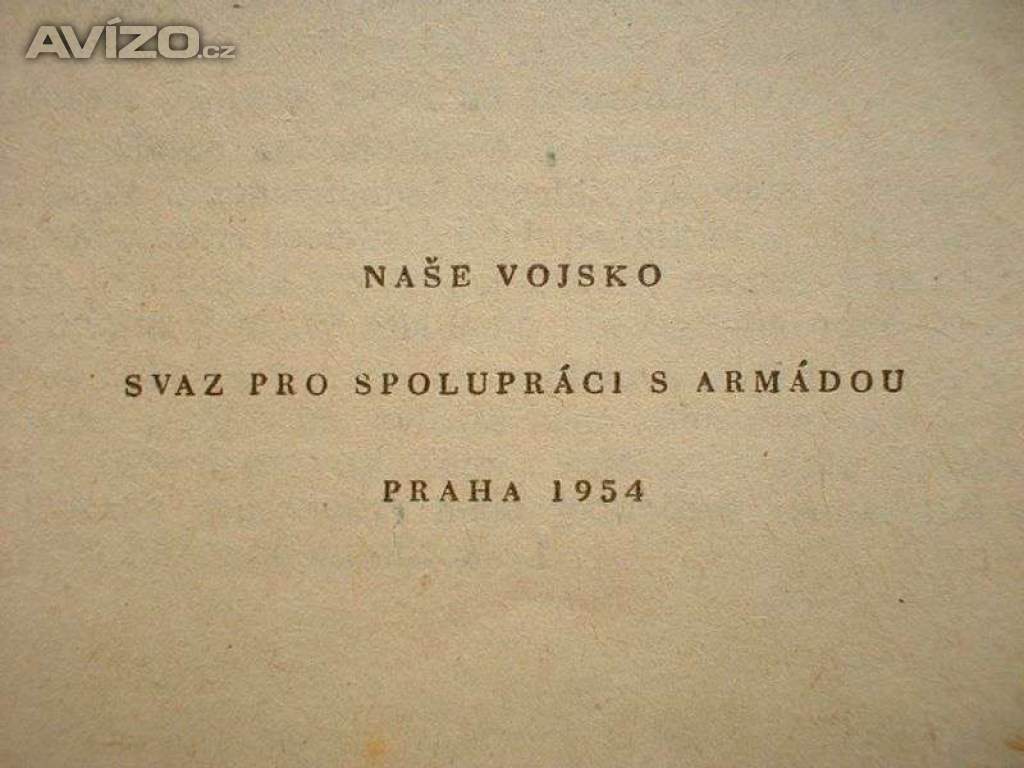 AVÍZO.cz
NAŠE VOJSKO
SVAZ PRO SPOLUPRÁCI S ARMÁDOU
PRAHA 1954